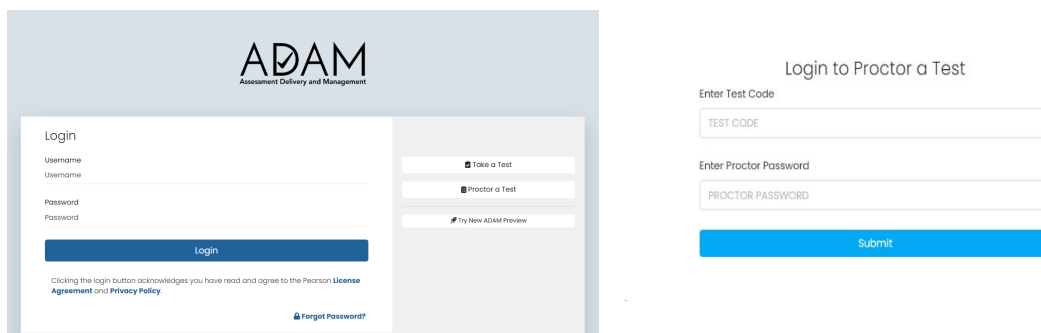 ADAM
Assessment Delivery and Management
Login
Username
Username
Password
Password
Login
Clicking the login button acknowledges you have read and agree to the Pearson License
Agreement and Privacy Policy.
Forgot Password?
Take a Test
Proctor a Test
Try New ADAM Preview
Login to Proctor a Test
Enter Test Code
TEST CODE
Enter Proctor Password
PROCTOR PASSWORD
Submit